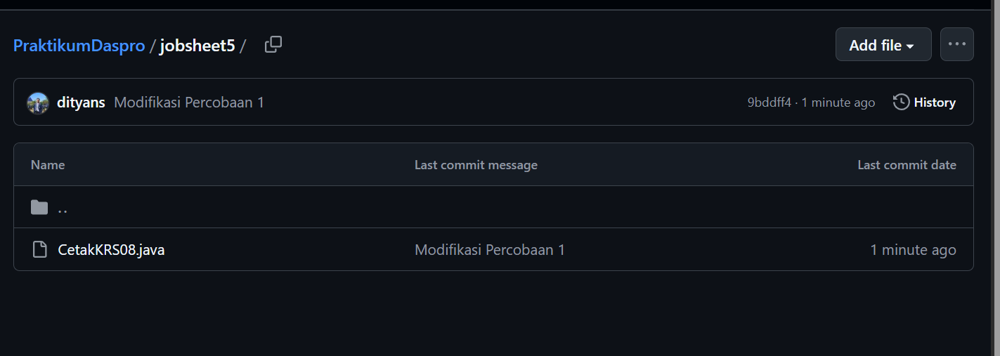 PraktikumDaspro / jobsheet5 /
Add file
dityans Modifikasi Percobaan 1
9bddff4 · 1 minute ago
History
Name Last commit message Last commit date
..
CetakKRS08.java Modifikasi Percobaan 1 1 minute ago